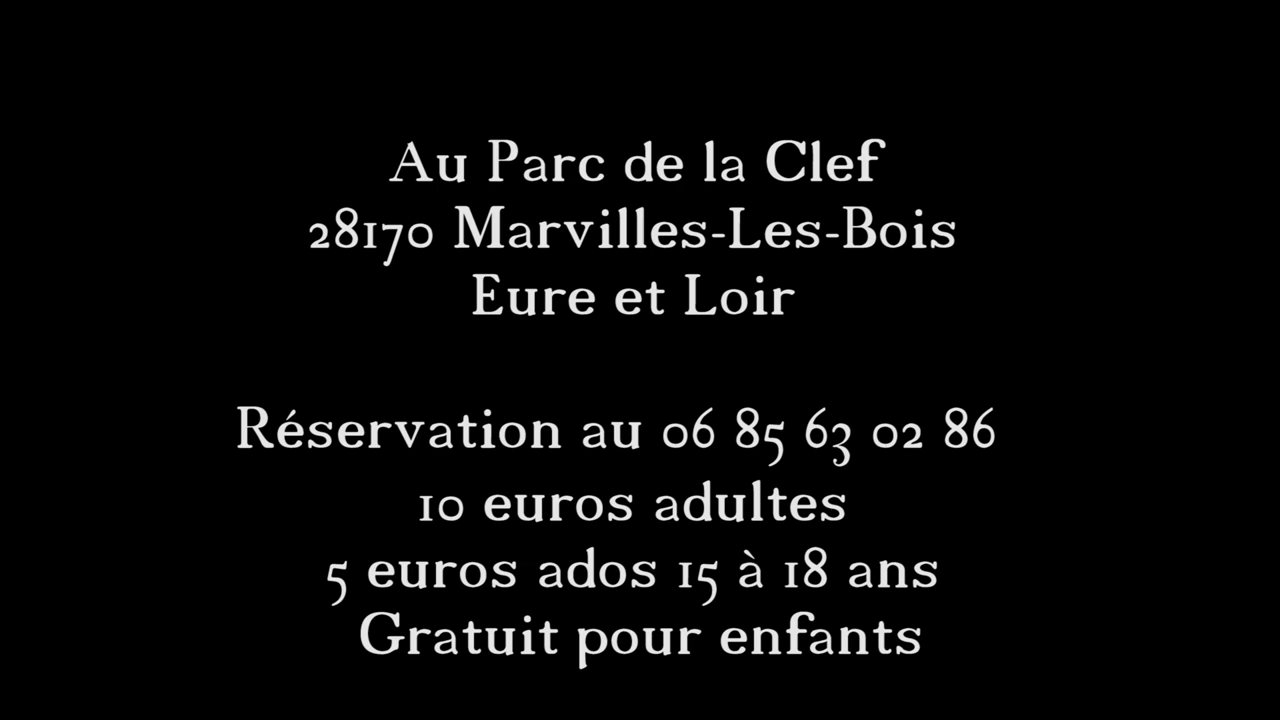 Au Parc de la Clef
28170 Marvilles-Les-Bois
Eure et Loir
Réservation au 06 85 63 02 86
10 euros adultes
5 euros ados 15 à 18 ans
Gratuit pour enfants